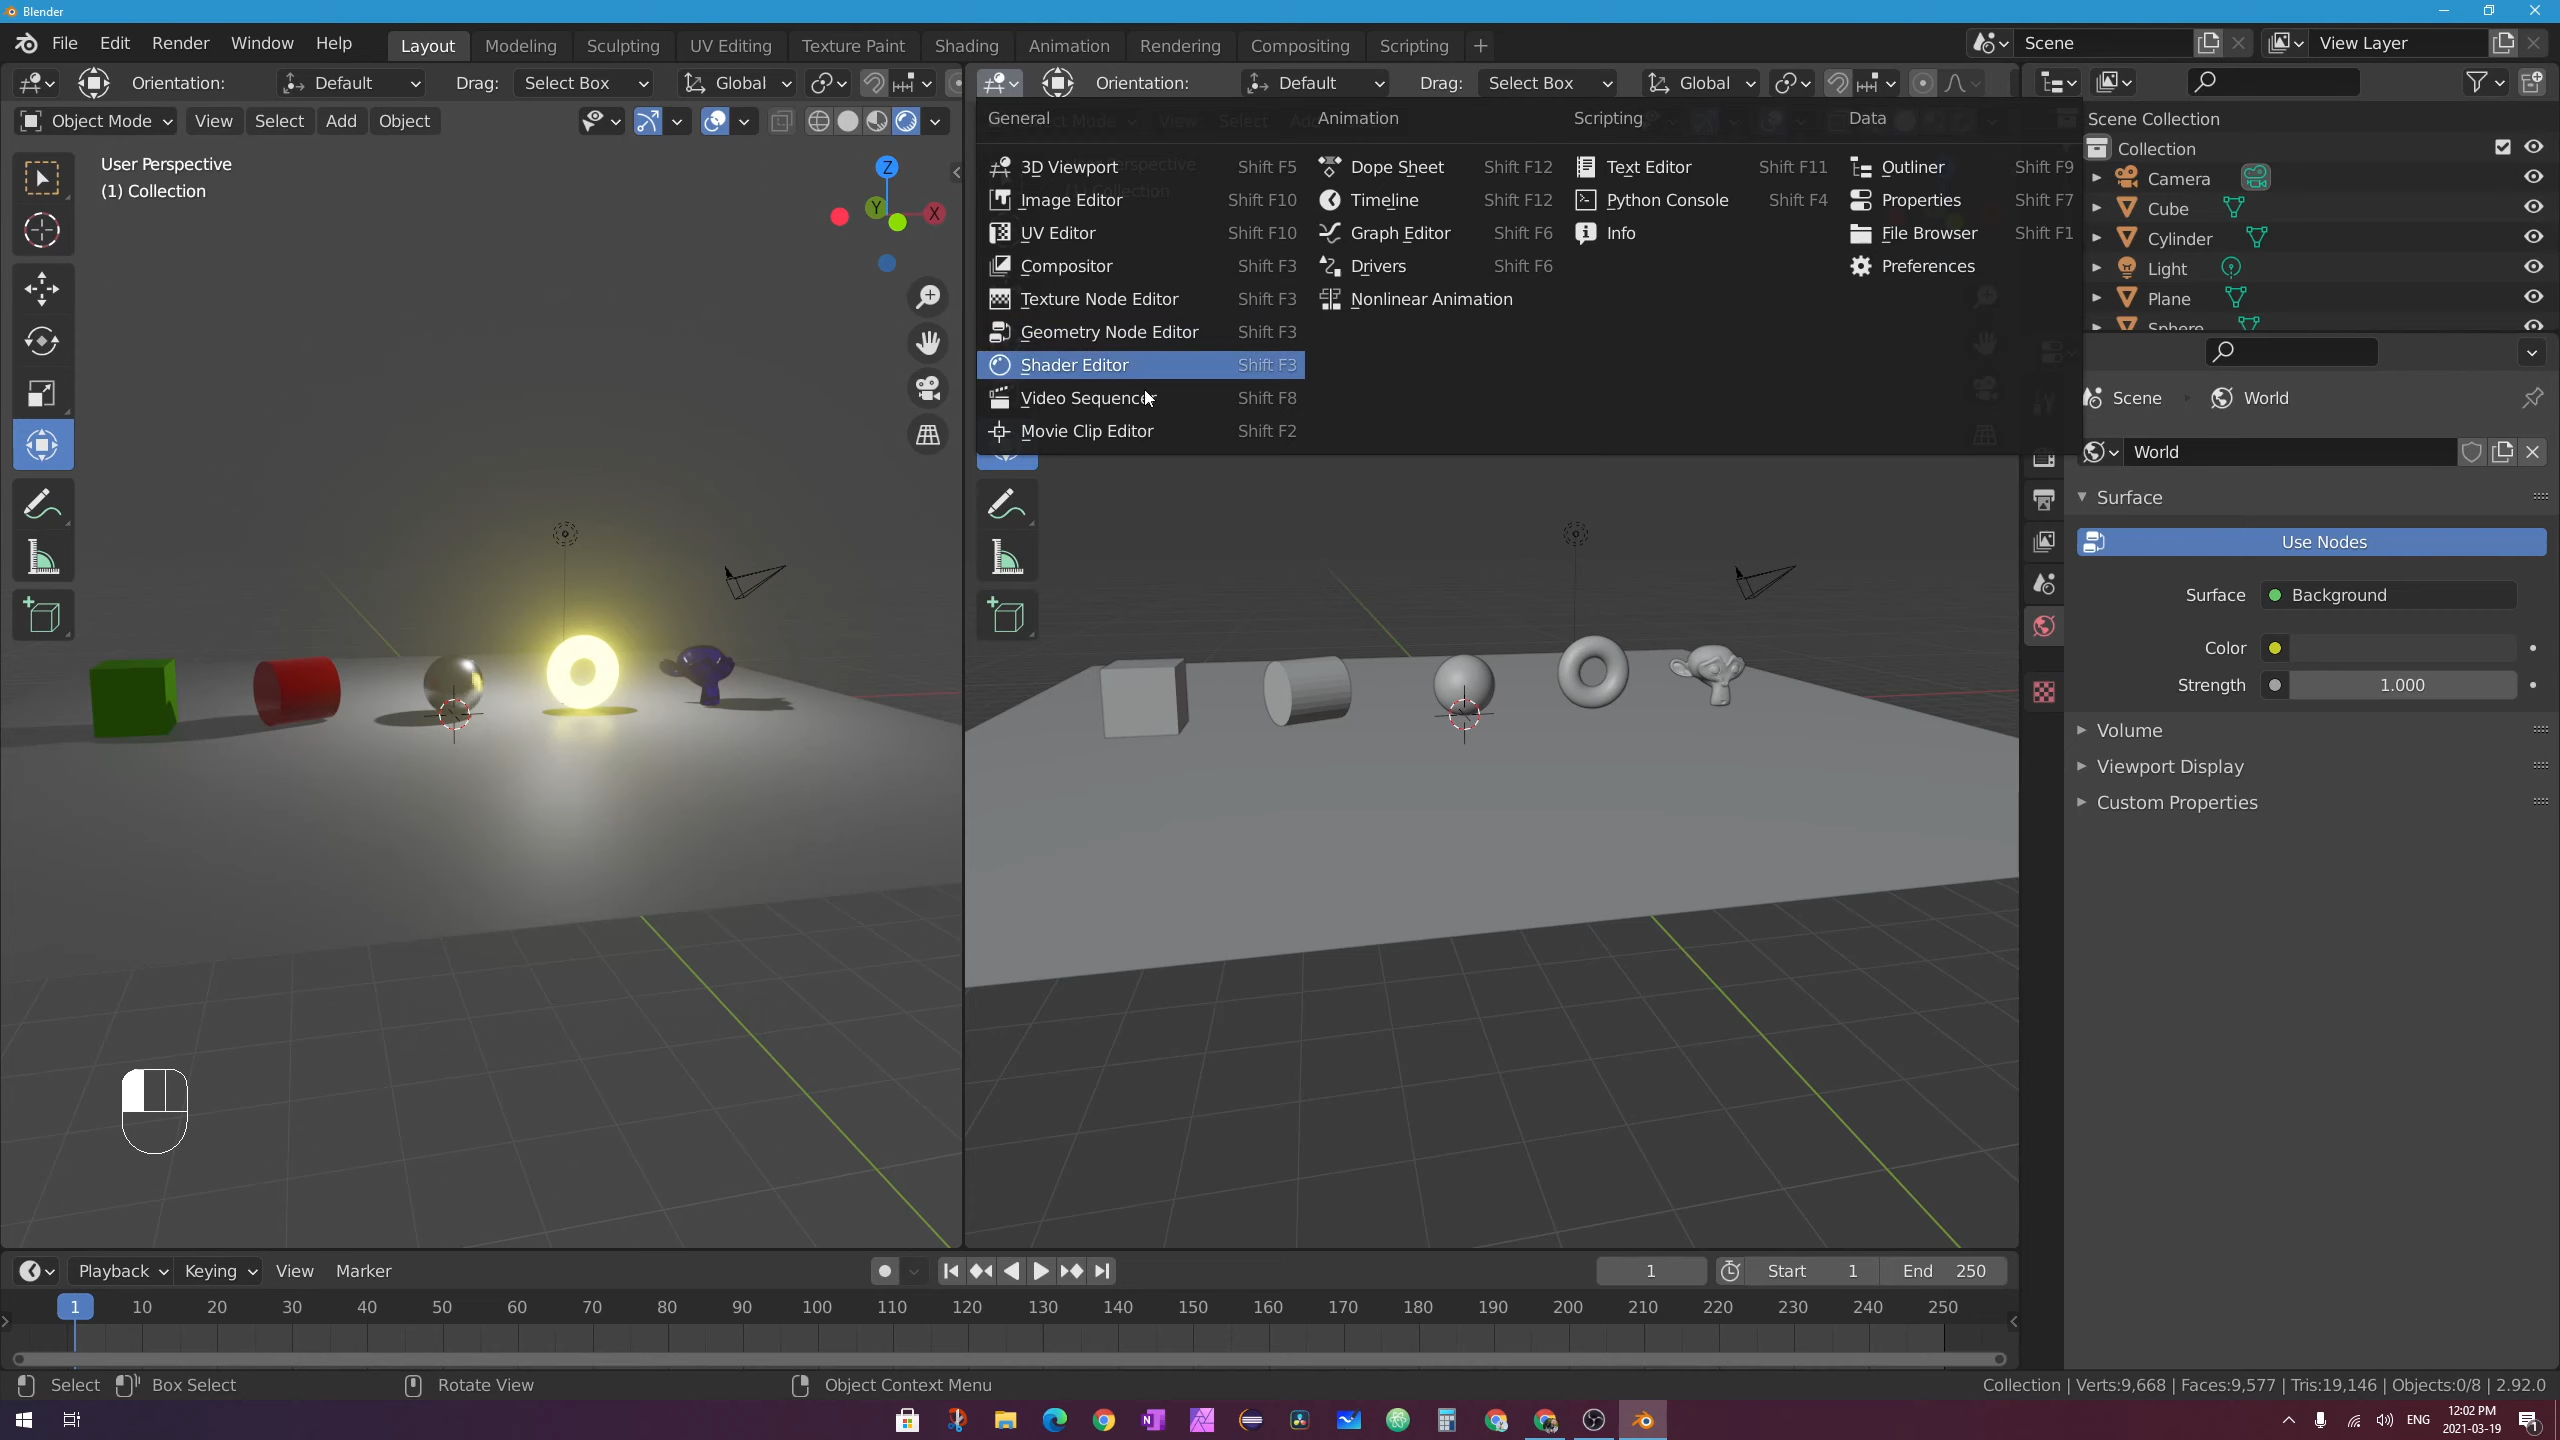 Blender
File Edit Render Window Help Layout Modeling Sculpting UV Editing Texture Paint Shading Animation Rendering Compositing Scripting + Scene View Layer
Orientation: Default Drag: Select Box Global Orientation: Default Drag: Select Box Global
Object Mode View Select Add Object
User Perspective
(1) Collection
Z
Y
X
General
3D Viewport Shift F5
Image Editor Shift F10
UV Editor Shift F10
Compositor Shift F3
Texture Node Editor Shift F3
Geometry Node Editor Shift F3
Shader Editor Shift F3
Video Sequencer Shift F8
Movie Clip Editor Shift F2
Animation
Dope Sheet Shift F12
Timeline Shift F12
Graph Editor Shift F6
Drivers Shift F6
Nonlinear Animation
Scripting
Text Editor Shift F11
Python Console Shift F4
Info
Data
Outliner Shift F9
Properties Shift F7
File Browser Shift F1
Preferences
Scene Collection
Collection
Camera
Cube
Cylinder
Light
Plane
Sphere
Scene World
World
Surface
Use Nodes
Surface Background
Color
Strength 1.000
Volume
Viewport Display
Custom Properties
Playback Keying View Marker 1 Start 1 End 250
1 10 20 30 40 50 60 70 80 90 100 110 120 130 140 150 160 170 180 190 200 210 220 230 240 250
Select Box Select Rotate View Object Context Menu Collection | Verts:9,668 | Faces:9,577 | Tris:19,146 | Objects:0/8 | 2.92.0
ENG 12:02 PM
2021-03-19
1